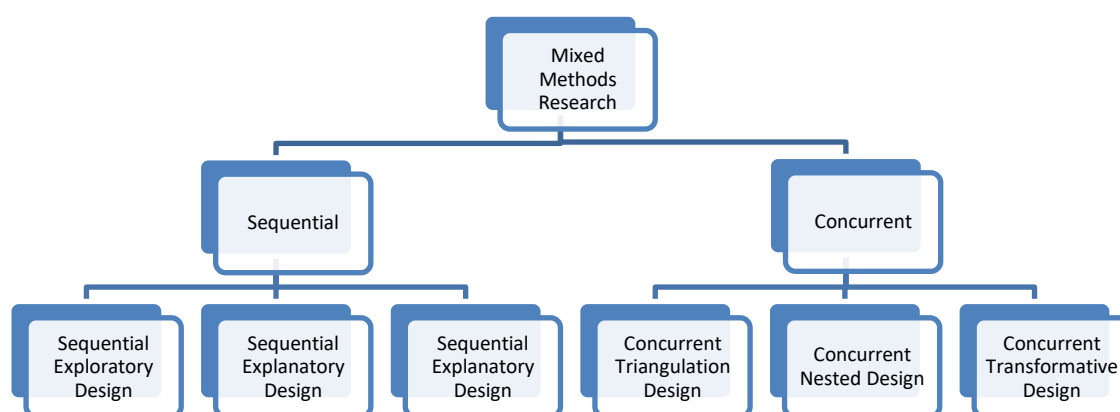 Mixed
Methods
Research
Sequential
Concurrent
Sequential
Exploratory
Design
Sequential
Explanatory
Design
Sequential
Explanatory
Design
Concurrent
Triangulation
Design
Concurrent
Nested Design
Concurrent
Transformative
Design